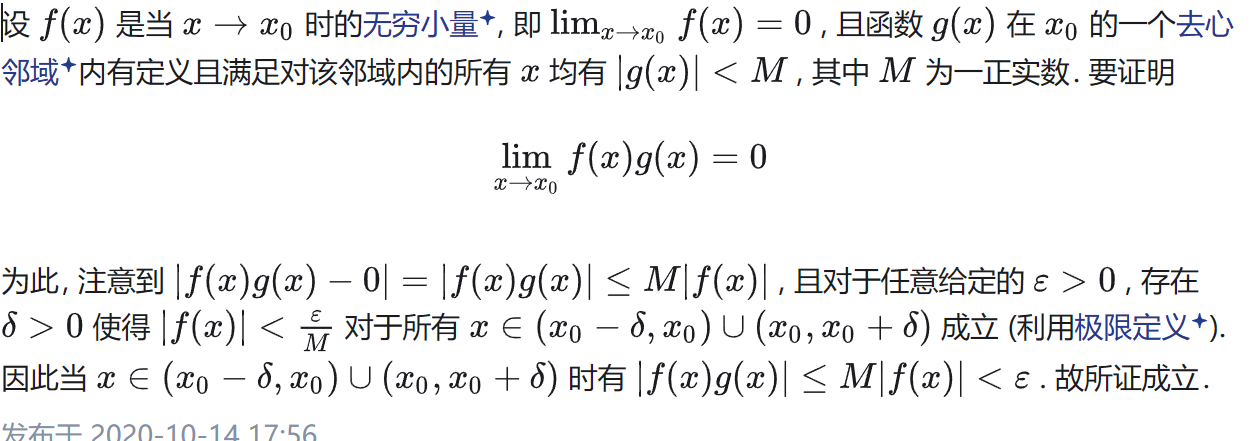 设 f(x) 是当 x → x₀ 时的无穷小量✦, 即 lim_{x→x₀} f(x) = 0 , 且函数 g(x) 在 x₀ 的一个去心
邻域✦内有定义且满足对该邻域内的所有 x 均有 |g(x)| < M , 其中 M 为一正实数. 要证明
lim_{x→x₀} f(x)g(x) = 0
为此, 注意到 |f(x)g(x) − 0| = |f(x)g(x)| ≤ M|f(x)| , 且对于任意给定的 ε > 0 , 存在
δ > 0 使得 |f(x)| < ε/M 对于所有 x ∈ (x₀ − δ, x₀) ∪ (x₀, x₀ + δ) 成立 (利用极限定义✦).
因此当 x ∈ (x₀ − δ, x₀) ∪ (x₀, x₀ + δ) 时有 |f(x)g(x)| ≤ M|f(x)| < ε . 故所证成立.
发布于 2020-10-14 17:56